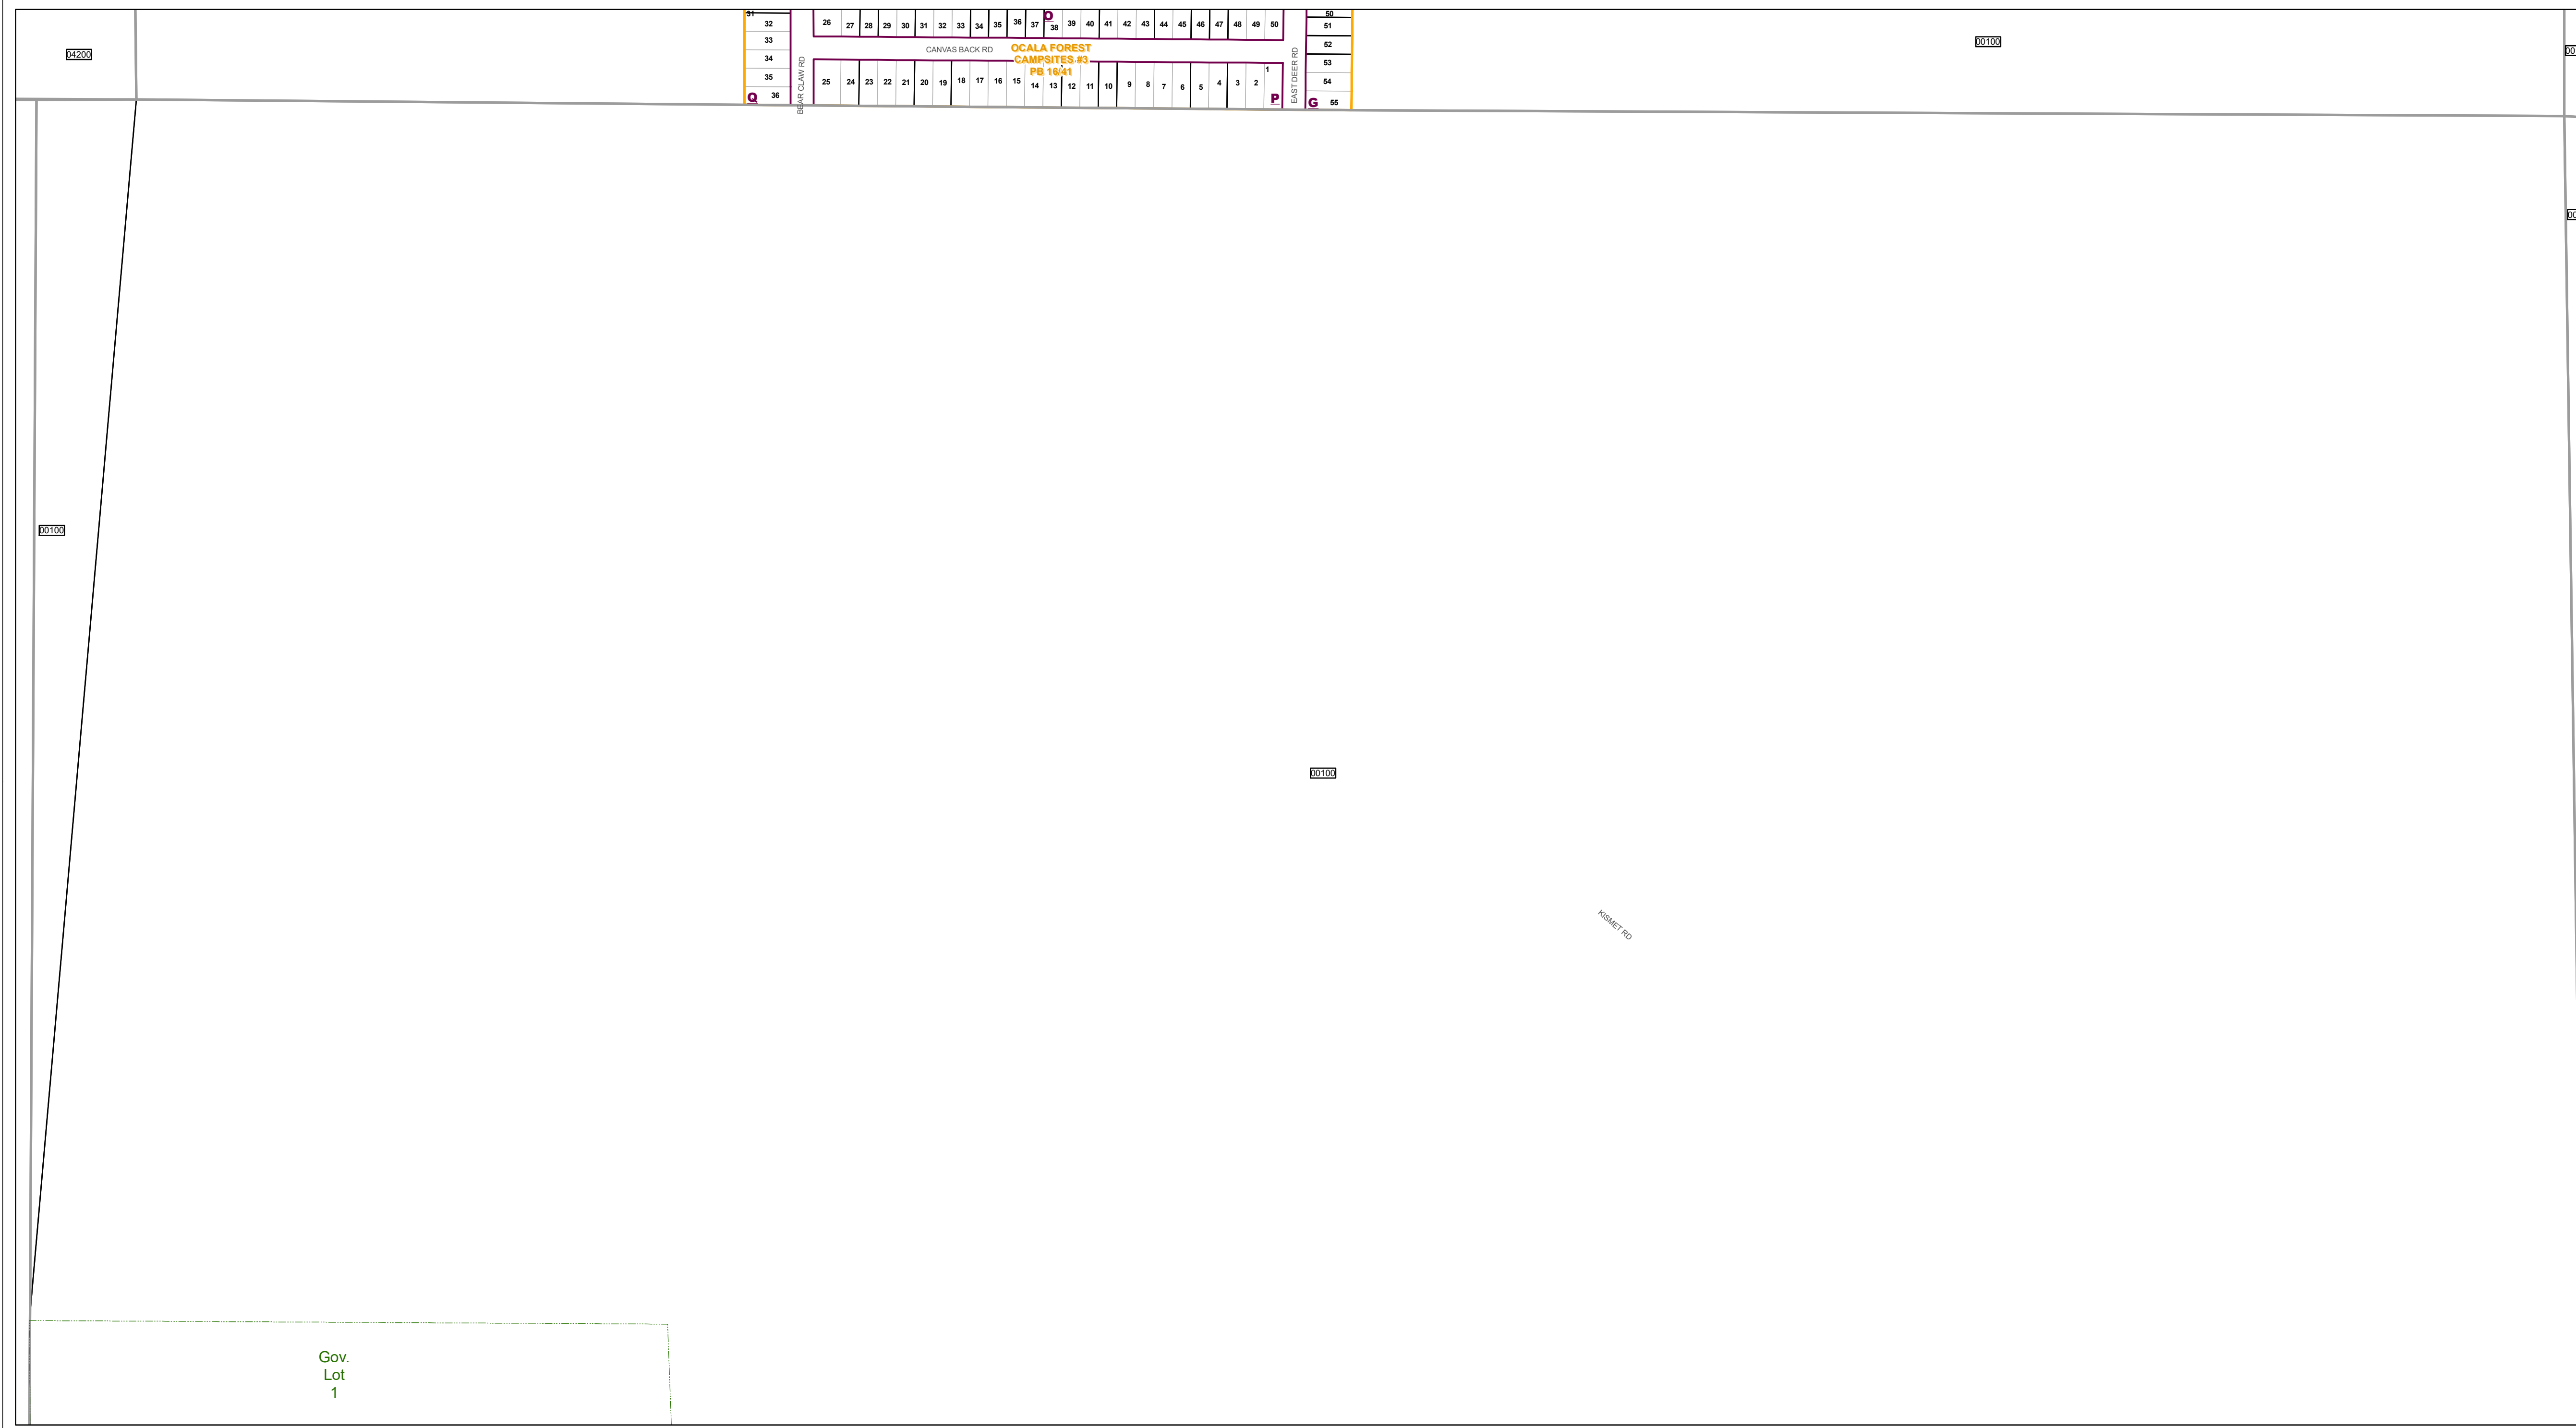 31
32
33
34
35
Q 36
04200
BEAR CLAW RD
26 27 28 29 30 31 32 33 34 35 36 37 O 38 39 40 41 42 43 44 45 46 47 48 49 50
CANVAS BACK RD
OCALA FOREST
CAMPSITES #3
PB 16/41
25 24 23 22 21 20 19 18 17 16 15 14 13 12 11 10 9 8 7 6 5 4 3 2 1
P
EAST DEER RD
50
51
52
53
54
G 55
00100
00100
00100
KISMET RD
Gov.
Lot
1